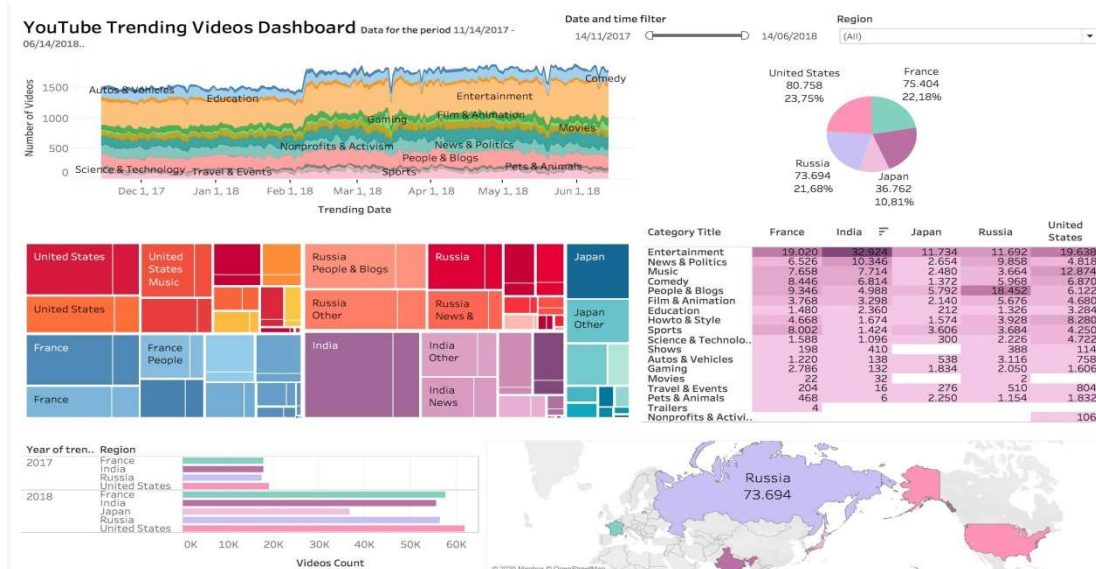 YouTube Trending Videos Dashboard Data for the period 11/14/2017 -
06/14/2018..
Date and time filter
14/11/2017 14/06/2018
Region
(All)
Number of Videos
1500
1000
500
0
Autos & Vehicles
Education
Comedy
Entertainment
Gaming
Film & Animation
Movies
Nonprofits & Activism
News & Politics
People & Blogs
Science & Technology
Travel & Events
Sports
Pets & Animals
Dec 1, 17 Jan 1, 18 Feb 1, 18 Mar 1, 18 Apr 1, 18 May 1, 18 Jun 1, 18
Trending Date
United States
80.758
23,75%
France
75.404
22,18%
Russia
73.694
21,68%
Japan
36.762
10,81%
United States
United States
Music
United States
Russia
People & Blogs
Russia
Russia
Other
Russia
News &
Japan
Japan
Other
France
France
People
France
India
India
Other
India
News
Category Title France India Japan Russia United
States
Entertainment 19.020 32.924 11.734 11.692 19.638
News & Politics 6.526 10.346 2.654 9.858 4.818
Music 7.658 7.714 2.480 3.664 12.874
Comedy 8.446 6.814 1.372 5.968 6.870
People & Blogs 9.346 4.988 5.792 18.452 6.122
Film & Animation 3.768 3.298 2.140 5.676 4.680
Education 1.480 2.360 212 1.326 3.284
Howto & Style 4.668 1.674 1.574 3.928 8.280
Sports 8.002 1.424 3.606 3.684 4.250
Science & Technolo.. 1.588 1.096 300 2.226 4.722
Shows 198 410 388 114
Autos & Vehicles 1.220 138 538 3.116 758
Gaming 2.786 132 1.834 2.050 1.606
Movies 22 32 2
Travel & Events 204 16 276 510 804
Pets & Animals 468 6 2.250 1.154 1.832
Trailers 4
Nonprofits & Activi.. 106
Year of tren.. Region
2017 France
India
Russia
United States
2018 France
India
Japan
Russia
United States
0K 10K 20K 30K 40K 50K 60K
Videos Count
Russia
73.694
© 2020 Mapbox © OpenStreetMap